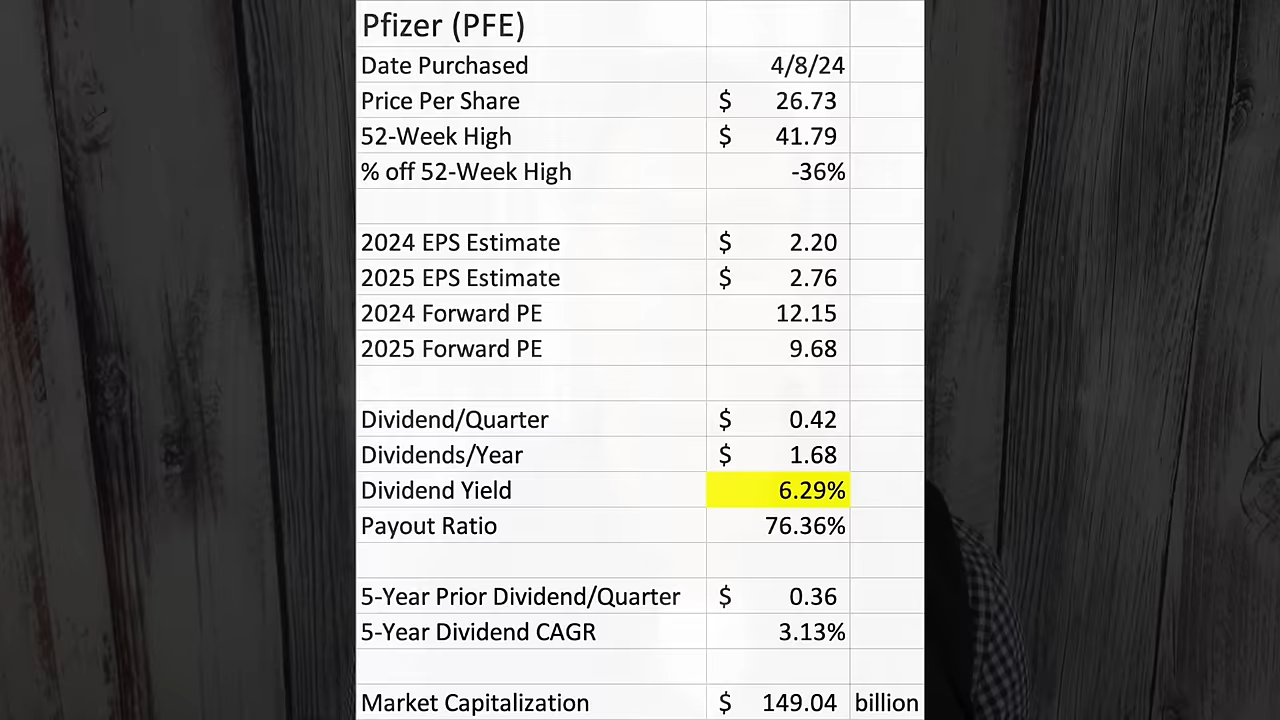 Pfizer (PFE)
Date Purchased 4/8/24
Price Per Share $ 26.73
52-Week High $ 41.79
% off 52-Week High -36%
2024 EPS Estimate $ 2.20
2025 EPS Estimate $ 2.76
2024 Forward PE 12.15
2025 Forward PE 9.68
Dividend/Quarter $ 0.42
Dividends/Year $ 1.68
Dividend Yield 6.29%
Payout Ratio 76.36%
5-Year Prior Dividend/Quarter $ 0.36
5-Year Dividend CAGR 3.13%
Market Capitalization $ 149.04 billion